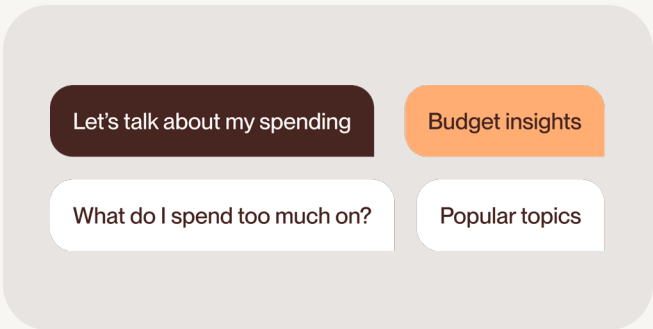 Let’s talk about my spending
Budget insights
What do I spend too much on?
Popular topics